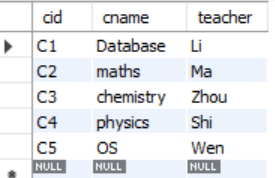 cid cname teacher
C1 Database Li
C2 maths Ma
C3 chemistry Zhou
C4 physics Shi
C5 OS Wen
NULL NULL NULL